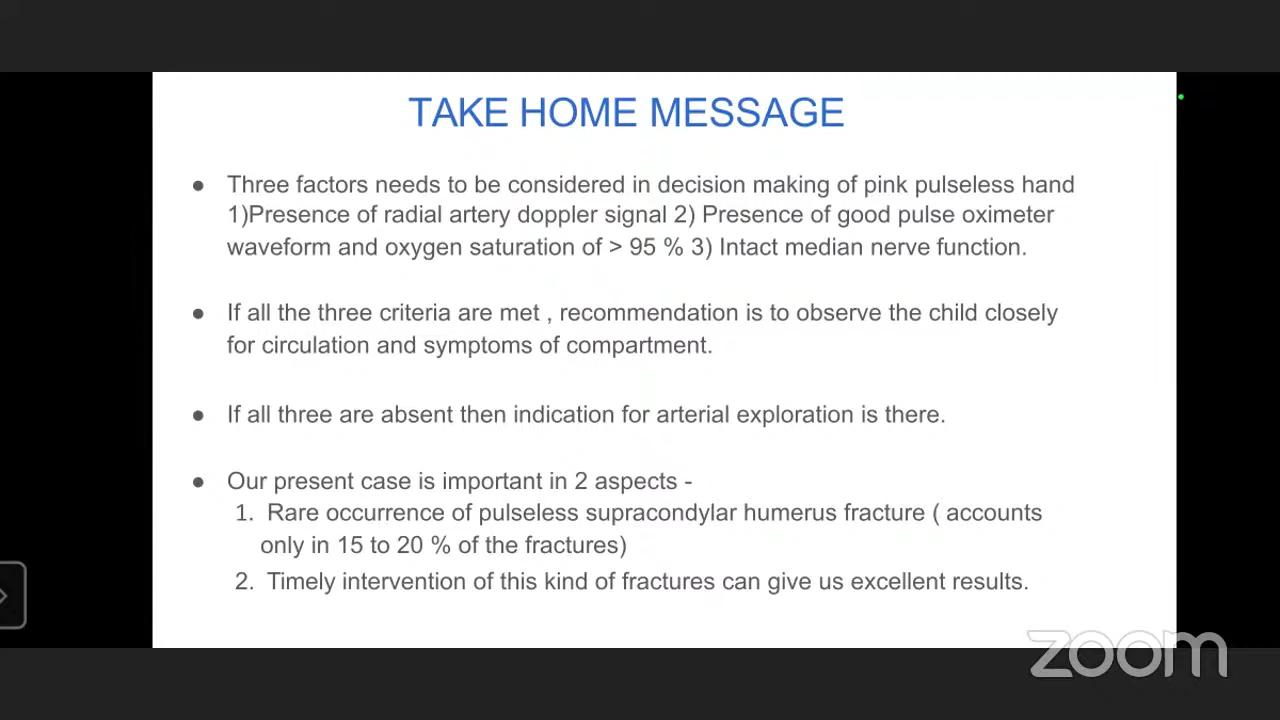 TAKE HOME MESSAGE
● Three factors needs to be considered in decision making of pink pulseless hand
1)Presence of radial artery doppler signal 2) Presence of good pulse oximeter
waveform and oxygen saturation of > 95 % 3) Intact median nerve function.
● If all the three criteria are met , recommendation is to observe the child closely
for circulation and symptoms of compartment.
● If all three are absent then indication for arterial exploration is there.
● Our present case is important in 2 aspects -
1. Rare occurrence of pulseless supracondylar humerus fracture ( accounts
only in 15 to 20 % of the fractures)
2. Timely intervention of this kind of fractures can give us excellent results.
zoom